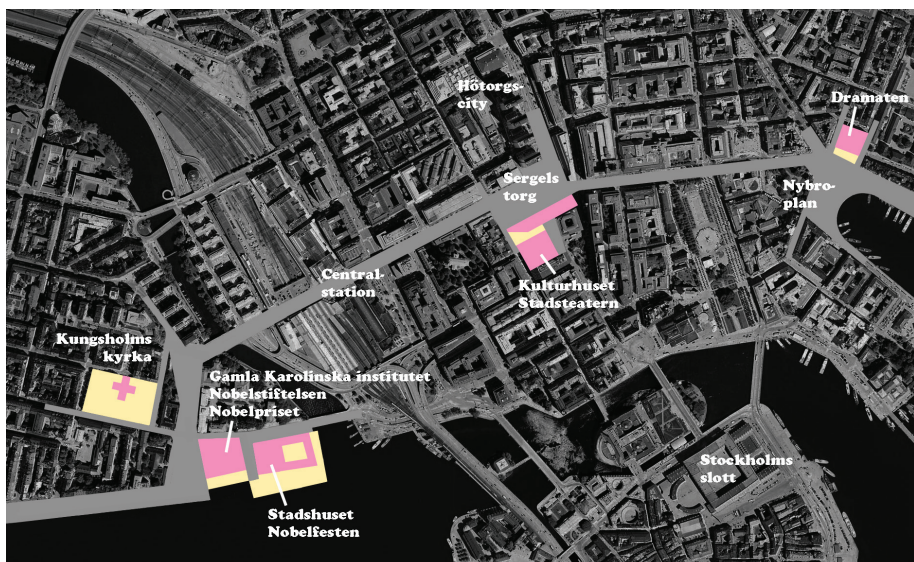 Hötorgs-
city
Dramaten
Sergels
torg
Nybro-
plan
Central-
station
Kulturhuset
Stadsteatern
Kungsholms
kyrka
Gamla Karolinska institutet
Nobelstiftelsen
Nobelpriset
Stockholms
slott
Stadshuset
Nobelfesten